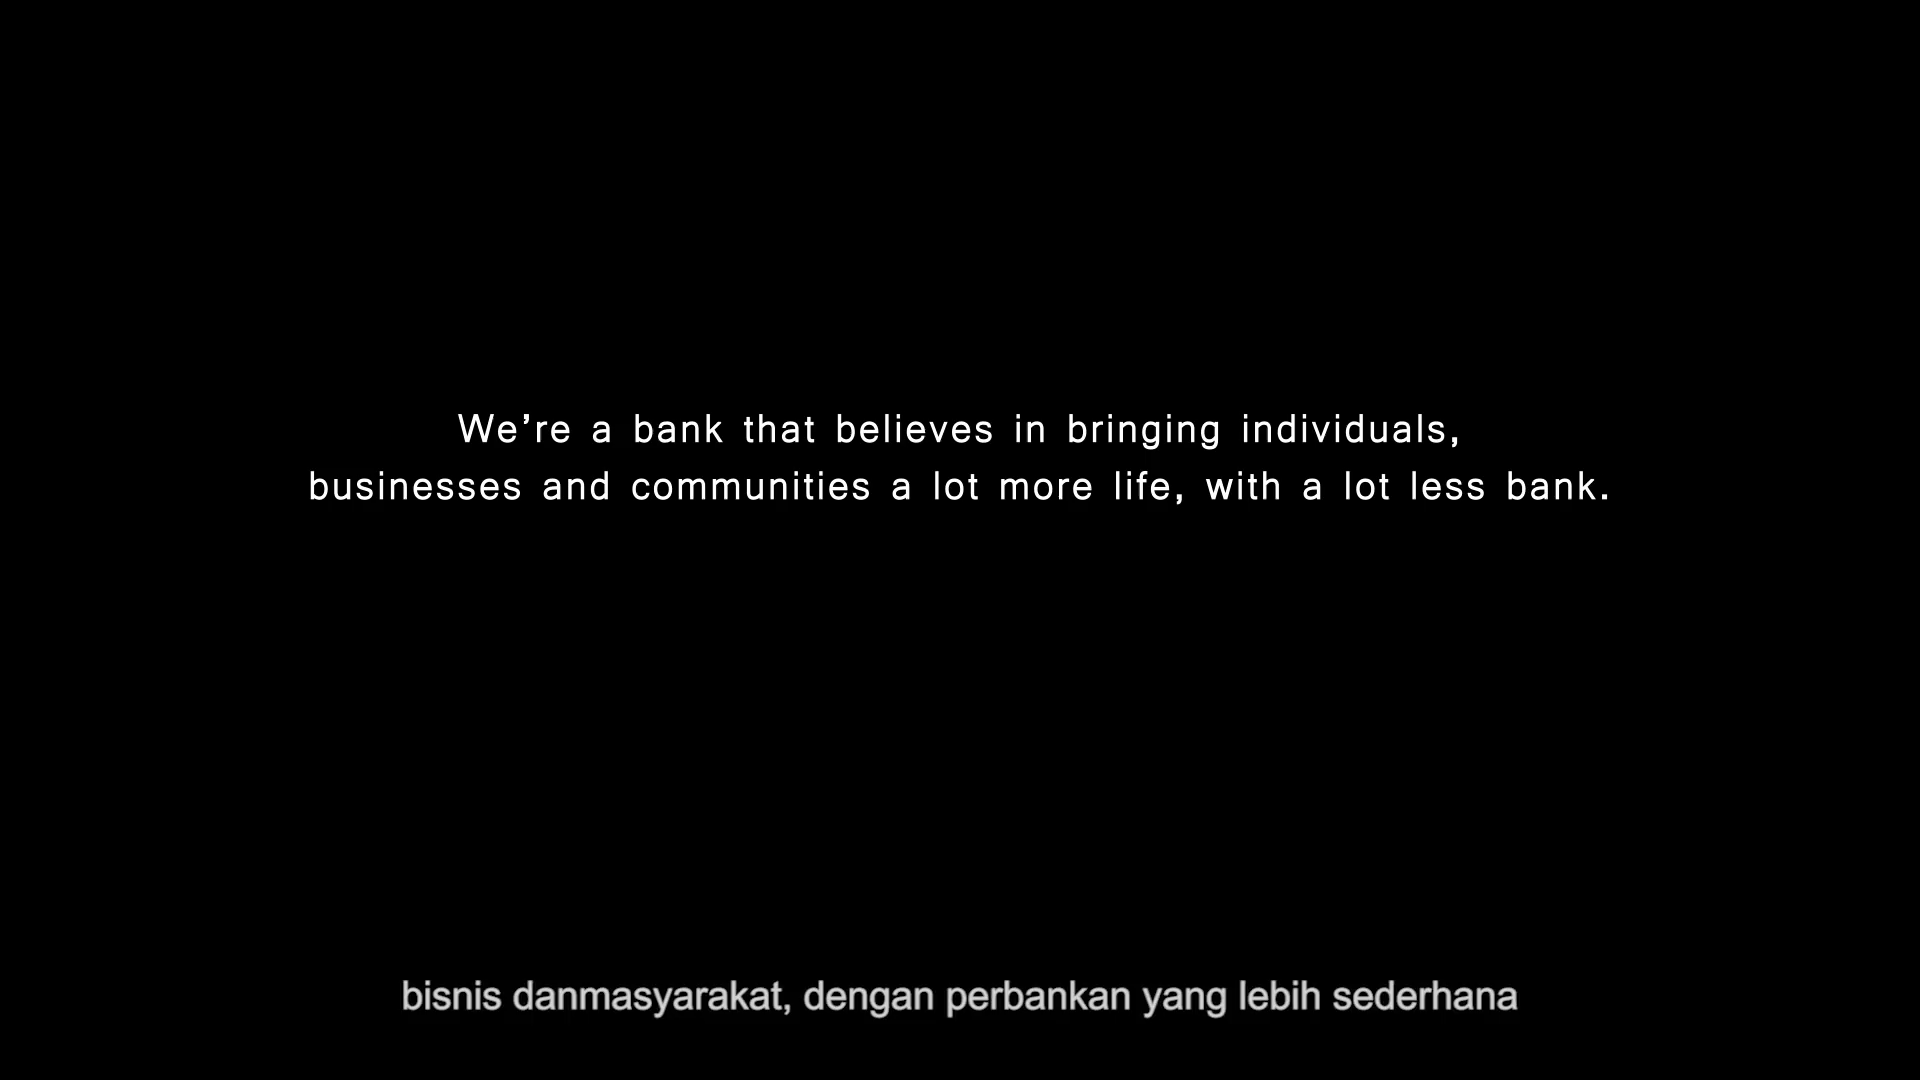 We’re a bank that believes in bringing individuals,
businesses and communities a lot more life, with a lot less bank.
bisnis danmasyarakat, dengan perbankan yang lebih sederhana